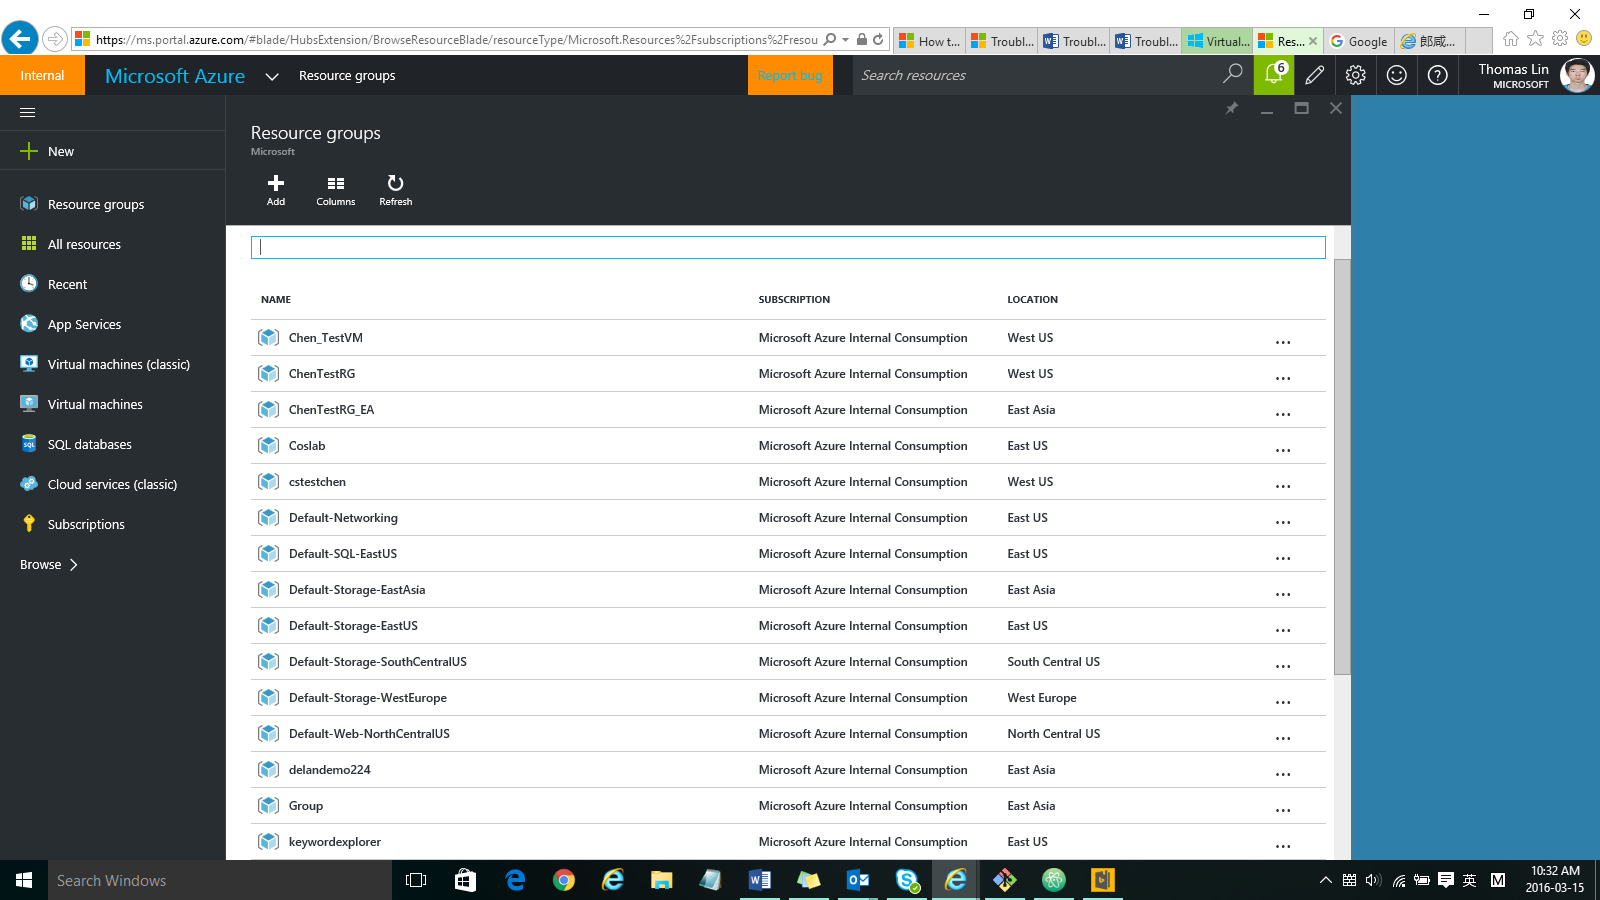 https://ms.portal.azure.com/#blade/HubsExtension/BrowseResourceBlade/resourceType/Microsoft.Resources%2Fsubscriptions%2Fresou
How t...
Troubl...
Troubl...
Troubl...
Virtual...
Res...
Google
郎咸...
Internal
Microsoft Azure
Resource groups
Report bug
Search resources
6
Thomas Lin
MICROSOFT
New
Resource groups
All resources
Recent
App Services
Virtual machines (classic)
Virtual machines
SQL databases
Cloud services (classic)
Subscriptions
Browse
Resource groups
Microsoft
Add Columns Refresh
NAME SUBSCRIPTION LOCATION
Chen_TestVM Microsoft Azure Internal Consumption West US ...
ChenTestRG Microsoft Azure Internal Consumption West US ...
ChenTestRG_EA Microsoft Azure Internal Consumption East Asia ...
Coslab Microsoft Azure Internal Consumption East US ...
cstestchen Microsoft Azure Internal Consumption West US ...
Default-Networking Microsoft Azure Internal Consumption East US ...
Default-SQL-EastUS Microsoft Azure Internal Consumption East US ...
Default-Storage-EastAsia Microsoft Azure Internal Consumption East Asia ...
Default-Storage-EastUS Microsoft Azure Internal Consumption East US ...
Default-Storage-SouthCentralUS Microsoft Azure Internal Consumption South Central US ...
Default-Storage-WestEurope Microsoft Azure Internal Consumption West Europe ...
Default-Web-NorthCentralUS Microsoft Azure Internal Consumption North Central US ...
delandemo224 Microsoft Azure Internal Consumption East Asia ...
Group Microsoft Azure Internal Consumption East Asia ...
keywordexplorer Microsoft Azure Internal Consumption East US ...
Search Windows
英
M
10:32 AM
2016-03-15